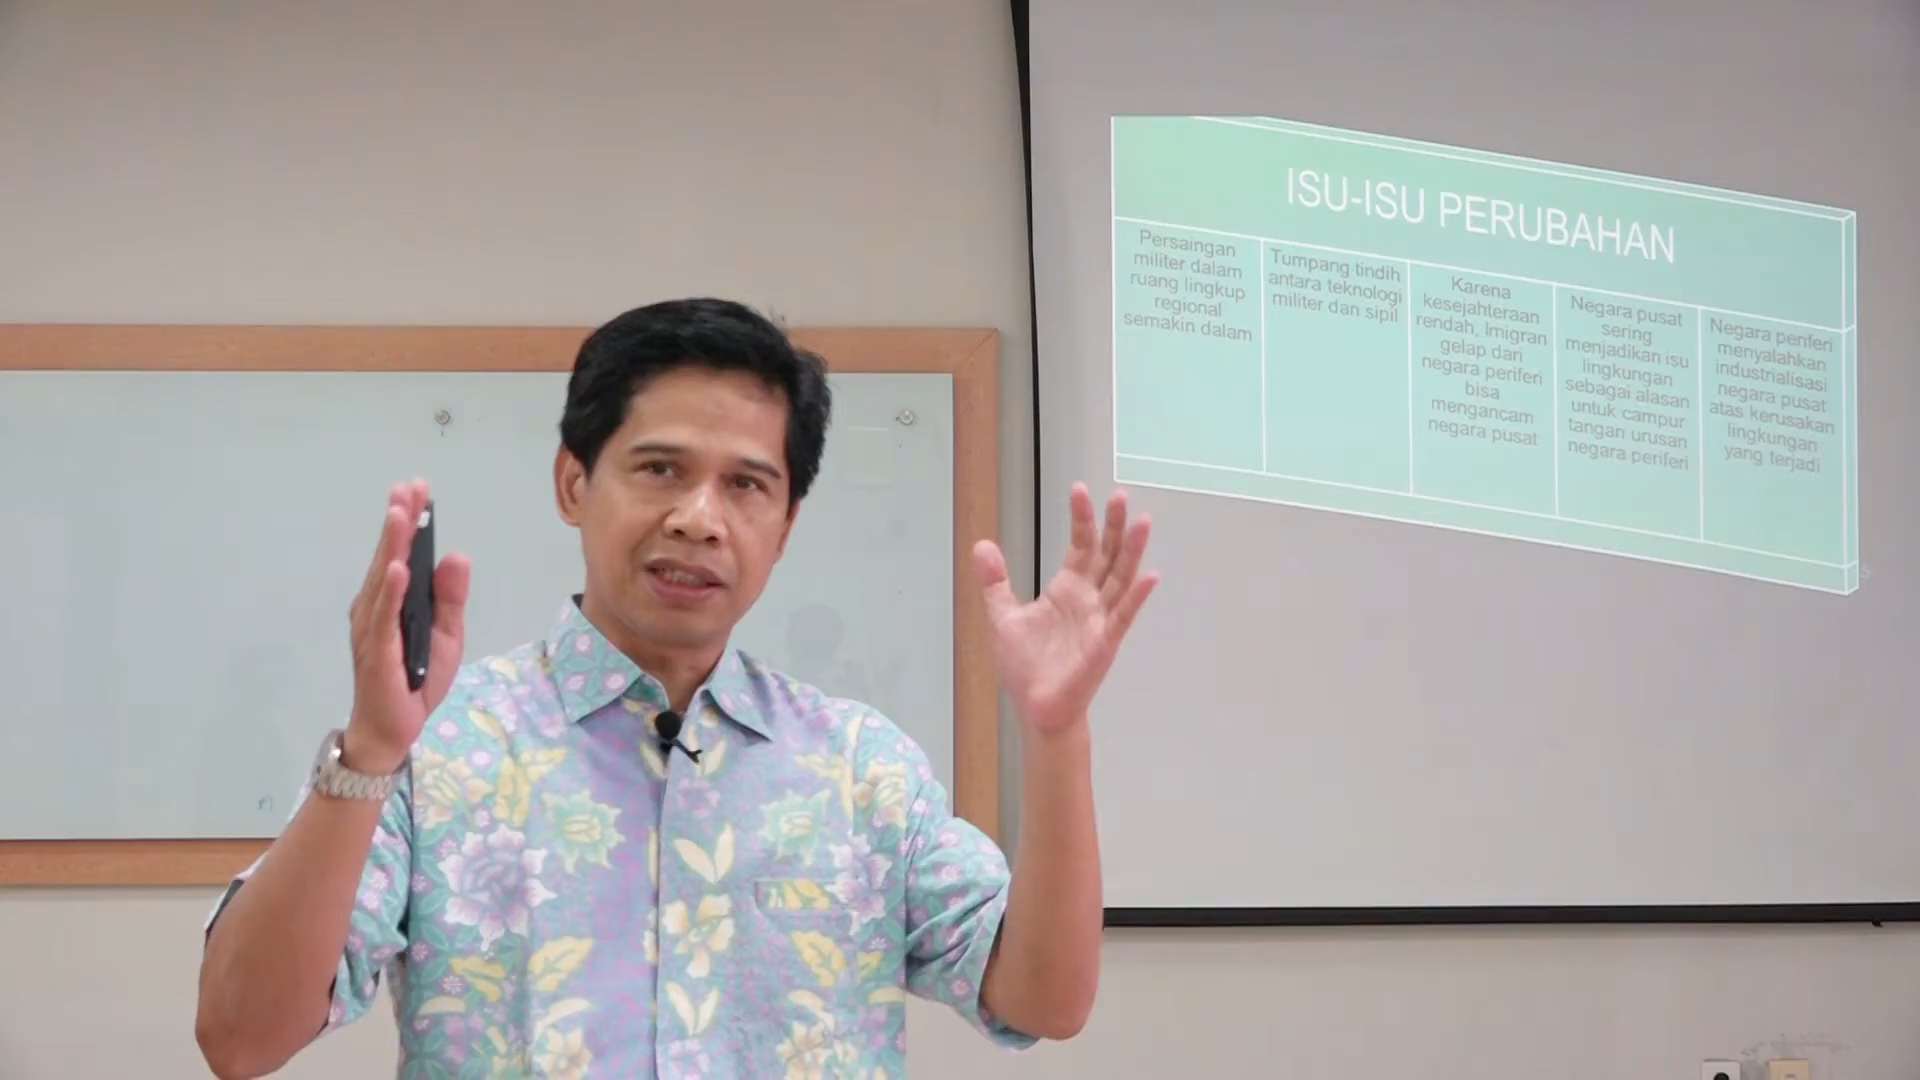 ISU-ISU PERUBAHAN
Persaingan
militer dalam
ruang lingkup
regional
semakin dalam
Tumpang tindih
antara teknologi
militer dan sipil
Karena
kesejahteraan
rendah, Imigran
gelap dari
negara periferi
bisa
mengancam
negara pusat
Negara pusat
sering
menjadikan isu
lingkungan
sebagai alasan
untuk campur
tangan urusan
negara periferi
Negara periferi
menyalahkan
industrialisasi
negara pusat
atas kerusakan
lingkungan
yang terjadi